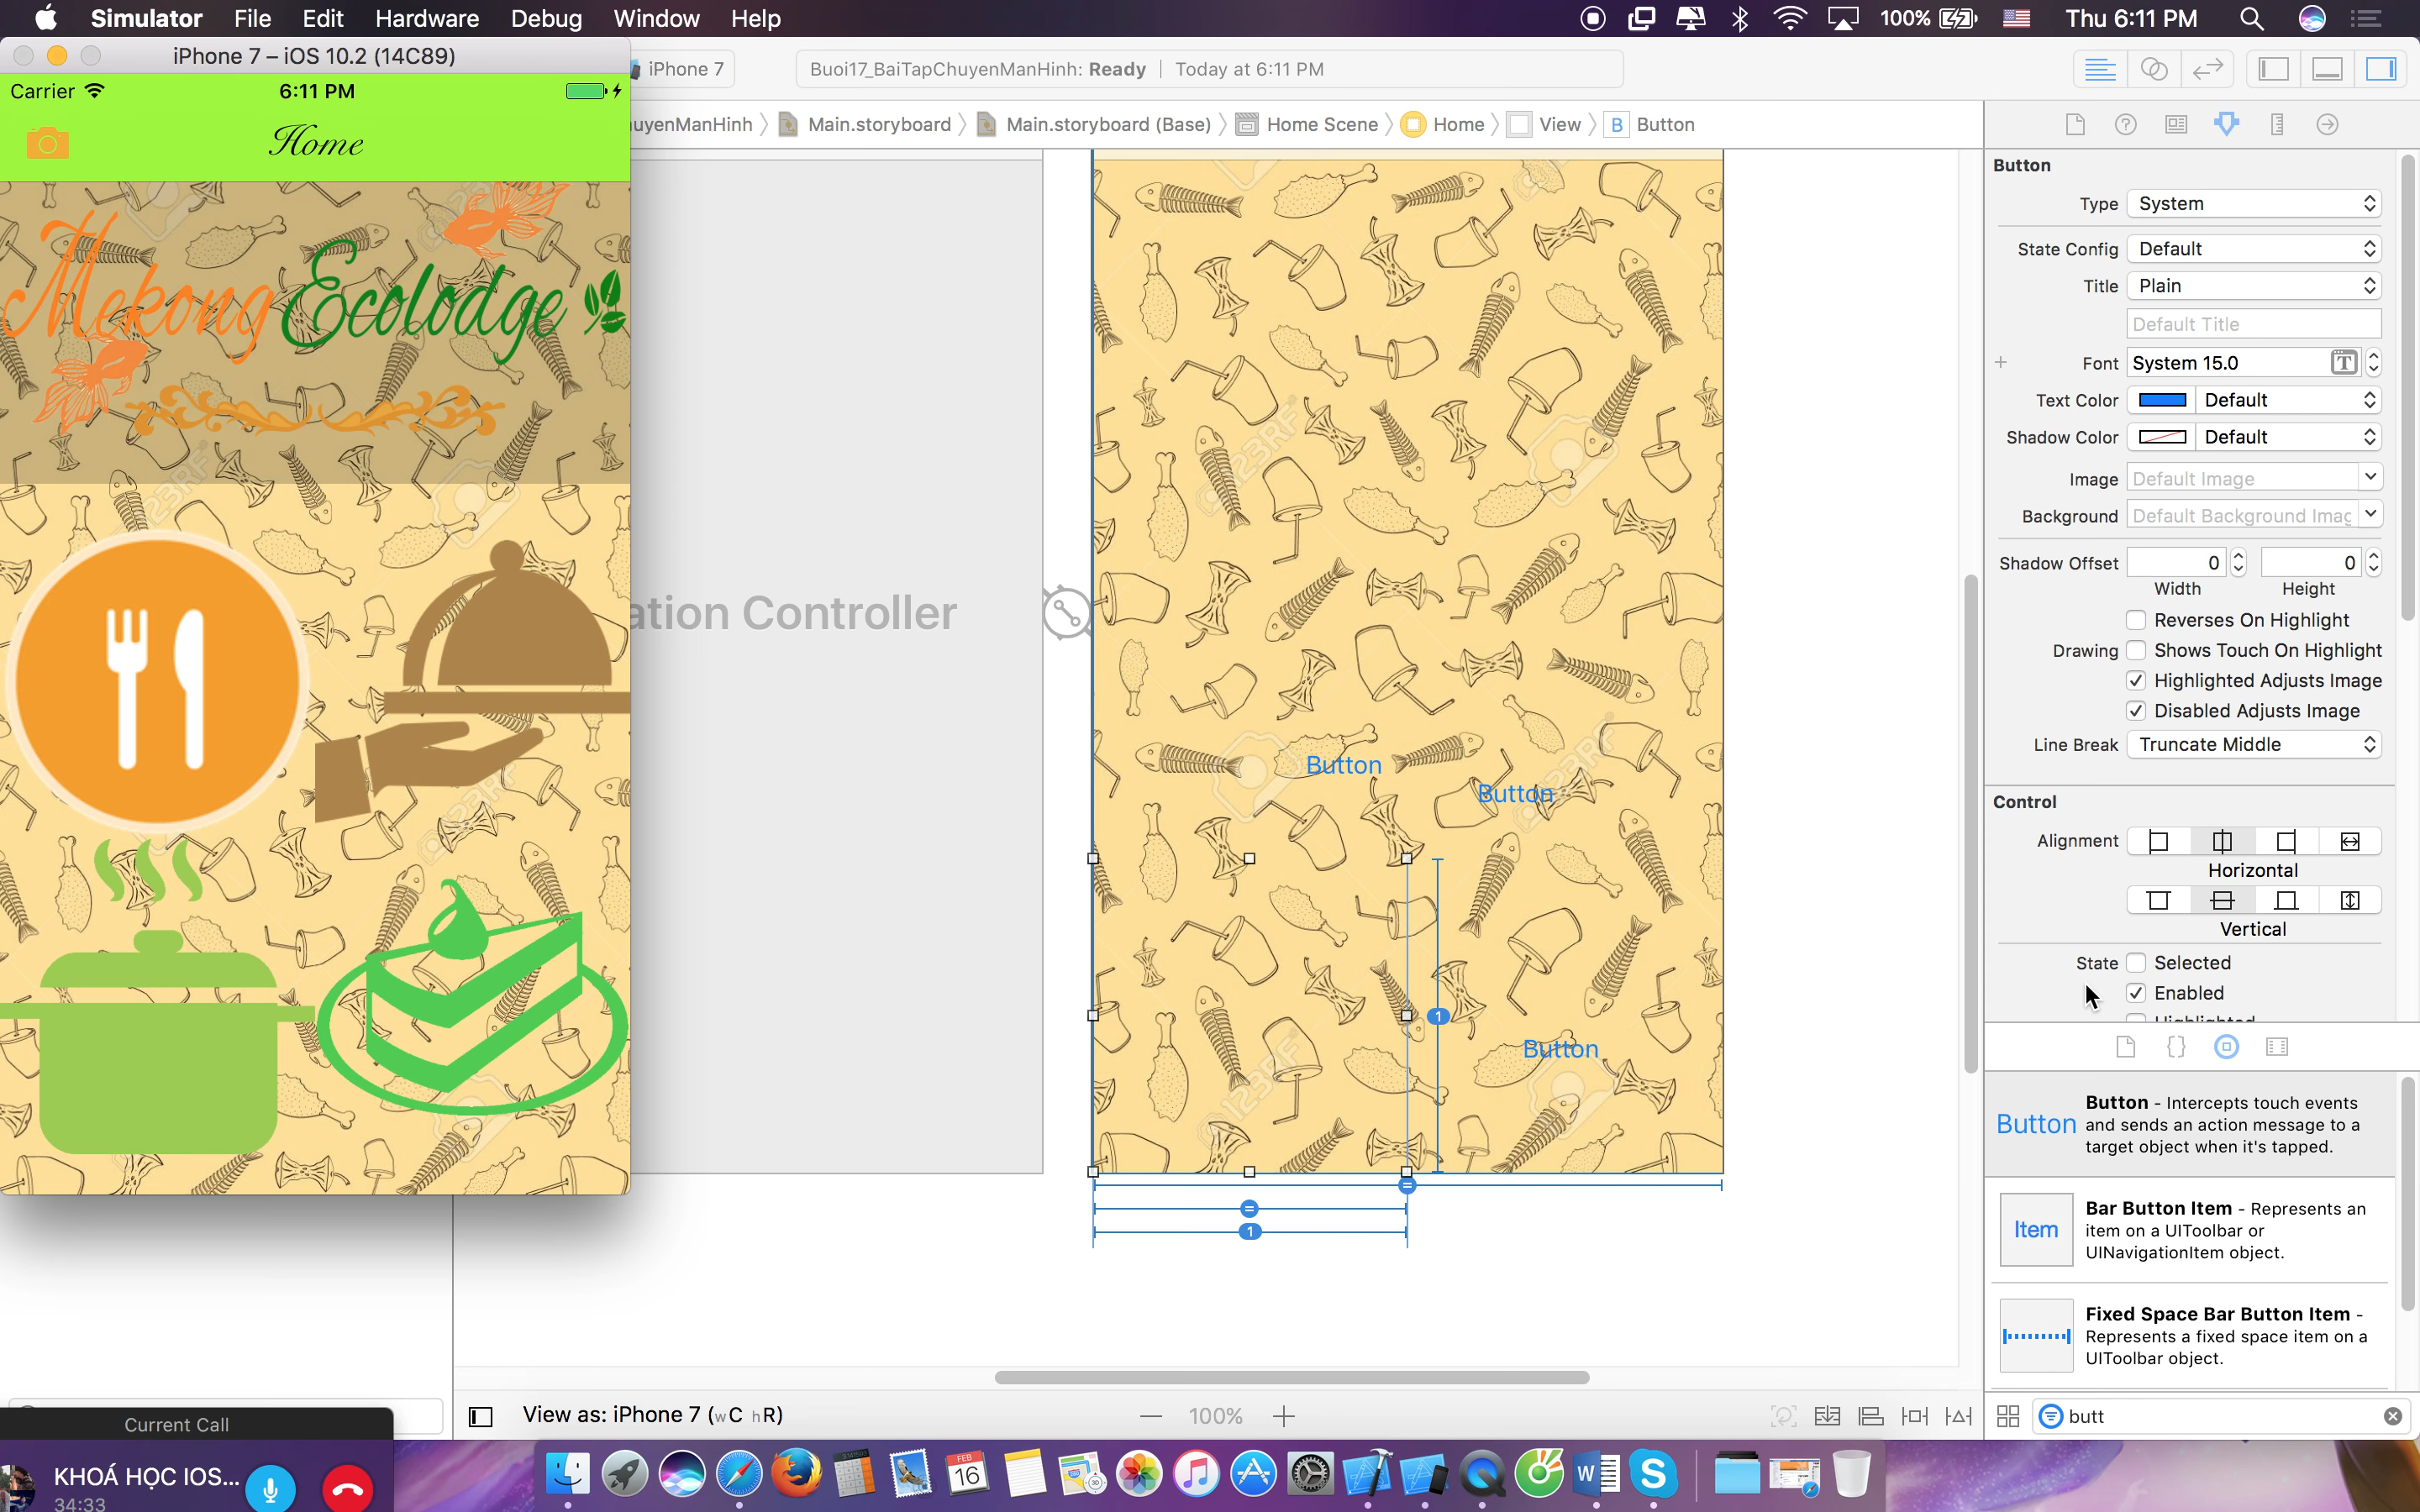 Simulator File Edit Hardware Debug Window Help
100% Thu 6:11 PM
iPhone 7 – iOS 10.2 (14C89)
Carrier 6:11 PM
Home
Mekong Ecolodge
iPhone 7
Buoi17_BaiTapChuyenManHinh: Ready | Today at 6:11 PM
uyenManHinh Main.storyboard Main.storyboard (Base) Home Scene Home View B Button
ation Controller
123RF
Button
Button
Button
1
1
Button
Type System
State Config Default
Title Plain
Default Title
Font System 15.0
Text Color Default
Shadow Color Default
Image Default Image
Background Default Background Imag
Shadow Offset 0 0
Width Height
Reverses On Highlight
Drawing Shows Touch On Highlight
Highlighted Adjusts Image
Disabled Adjusts Image
Line Break Truncate Middle
Control
Alignment
Horizontal
Vertical
State Selected
Enabled
Highlighted
Button
Button - Intercepts touch events
and sends an action message to a
target object when it's tapped.
Item
Bar Button Item - Represents an
item on a UIToolbar or
UINavigationItem object.
Fixed Space Bar Button Item -
Represents a fixed space item on a
UIToolbar object.
butt
View as: iPhone 7 (wC hR)
100%
Current Call
KHOÁ HỌC IOS...
34:33
FEB
16